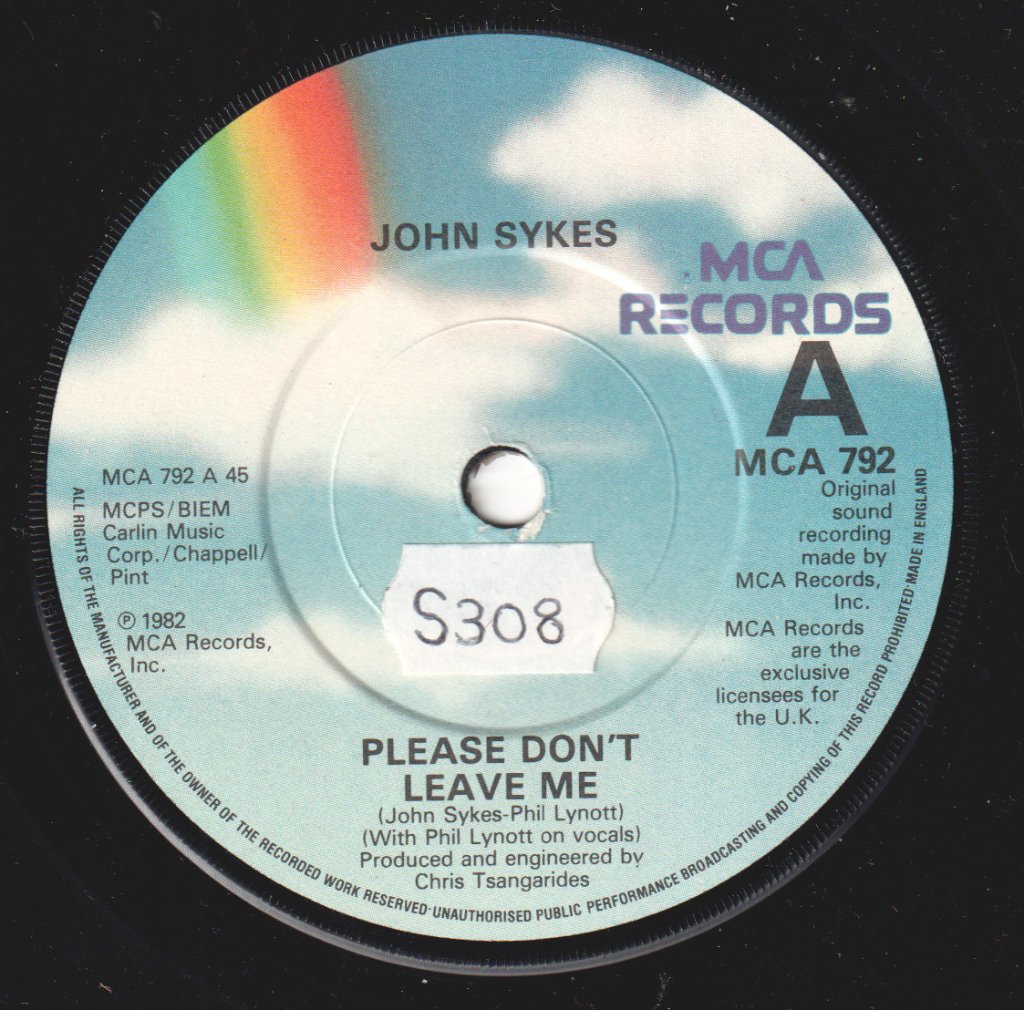 JOHN SYKES
MCA
RECORDS
A
MCA 792
Original
sound
recording
made by
MCA Records,
Inc.
MCA Records
are the
exclusive
licensees for
the U.K.
MCA 792 A 45
MCPS/BIEM
Carlin Music
Corp./Chappell/
Pint
℗ 1982
MCA Records,
Inc.
S308
PLEASE DON'T
LEAVE ME
(John Sykes-Phil Lynott)
(With Phil Lynott on vocals)
Produced and engineered by
Chris Tsangarides
ALL RIGHTS OF THE MANUFACTURER AND OF THE OWNER OF THE RECORDED WORK RESERVED·UNAUTHORISED PUBLIC PERFORMANCE BROADCASTING AND COPYING OF THIS RECORD PROHIBITED·MADE IN ENGLAND